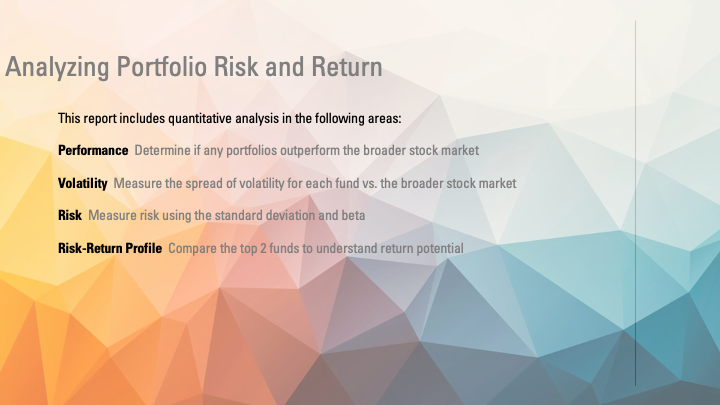 Analyzing Portfolio Risk and Return
This report includes quantitative analysis in the following areas:
Performance Determine if any portfolios outperform the broader stock market
Volatility Measure the spread of volatility for each fund vs. the broader stock market
Risk Measure risk using the standard deviation and beta
Risk-Return Profile Compare the top 2 funds to understand return potential